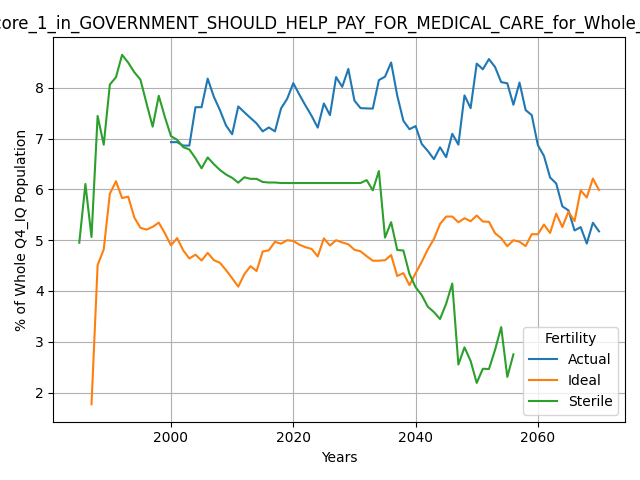 core_1_in_GOVERNMENT_SHOULD_HELP_PAY_FOR_MEDICAL_CARE_for_Whole_
% of Whole Q4_IQ Population
8
7
6
5
4
3
2
2000
2020
2040
2060
Years
Fertility
Actual
Ideal
Sterile